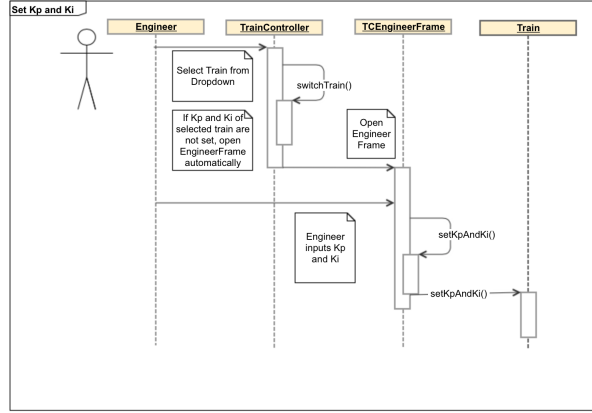 Set Kp and Ki
Engineer
TrainController
TCEngineerFrame
Train
Select Train from
Dropdown
switchTrain()
If Kp and Ki of
selected train are
not set, open
EngineerFrame
automatically
Open
Engineer
Frame
Engineer
inputs Kp
and Ki
setKpAndKi()
setKpAndKi()